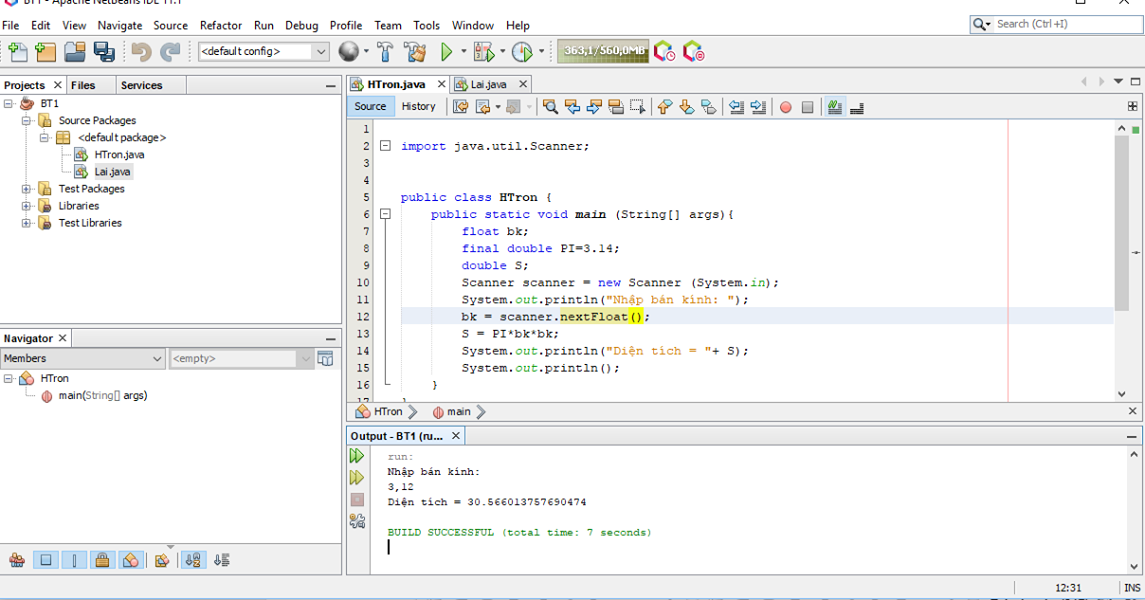 BT1 - Apache NetBeans IDE 11.1
File Edit View Navigate Source Refactor Run Debug Profile Team Tools Window Help
Search (Ctrl+I)
<default config>
363,1/560,0MB
Projects Files Services
BT1
Source Packages
<default package>
HTron.java
Lai.java
Test Packages
Libraries
Test Libraries
Navigator
Members
<empty>
HTron
main(String[] args)
HTron.java Lai.java
Source History
1
2 import java.util.Scanner;
3
4
5 public class HTron {
6 public static void main (String[] args){
7 float bk;
8 final double PI=3.14;
9 double S;
10 Scanner scanner = new Scanner (System.in);
11 System.out.println("Nhập bán kính: ");
12 bk = scanner.nextFloat();
13 S = PI*bk*bk;
14 System.out.println("Diện tích = "+ S);
15 System.out.println();
16 }
HTron main
Output - BT1 (ru...
run:
Nhập bán kính:
3,12
Diện tích = 30.566013757690474
BUILD SUCCESSFUL (total time: 7 seconds)
12:31 INS